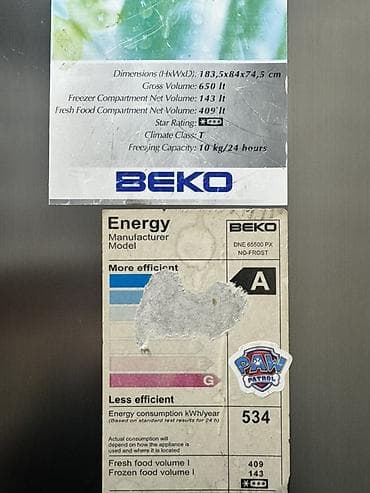 Dimensions (HxWxD): 183,5x84x74,5 cm
Gross Volume: 650 lt
Freezer Compartment Net Volume: 143 lt
Fresh Food Compartment Net Volume: 409 lt
Star Rating: ****
Climate Class: T
Freezing Capacity: 10 kg/24 hours
BEKO
Energy
BEKO
Manufacturer
Model
DNE 65500 PX
NO-FROST
More efficient
A
G
PAW
PATROL
Less efficient
Energy consumption kWh/year
(Based on standard test results for 24 h)
534
Actual consumption will
depend on how the appliance is
used and where it is located
Fresh food volume l
409
Frozen food volume l
143
****